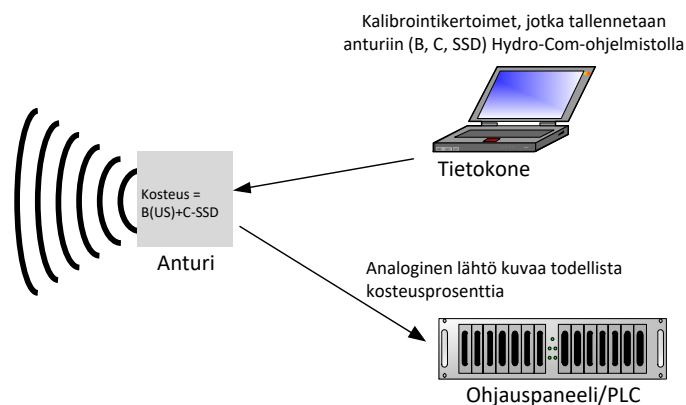 Kalibrointikertoimet, jotka tallennetaan
anturiin (B, C, SSD) Hydro-Com-ohjelmistolla
Tietokone
Kosteus =
B(US)+C-SSD
Anturi
Analoginen lähtö kuvaa todellista
kosteusprosenttia
Ohjauspaneeli/PLC